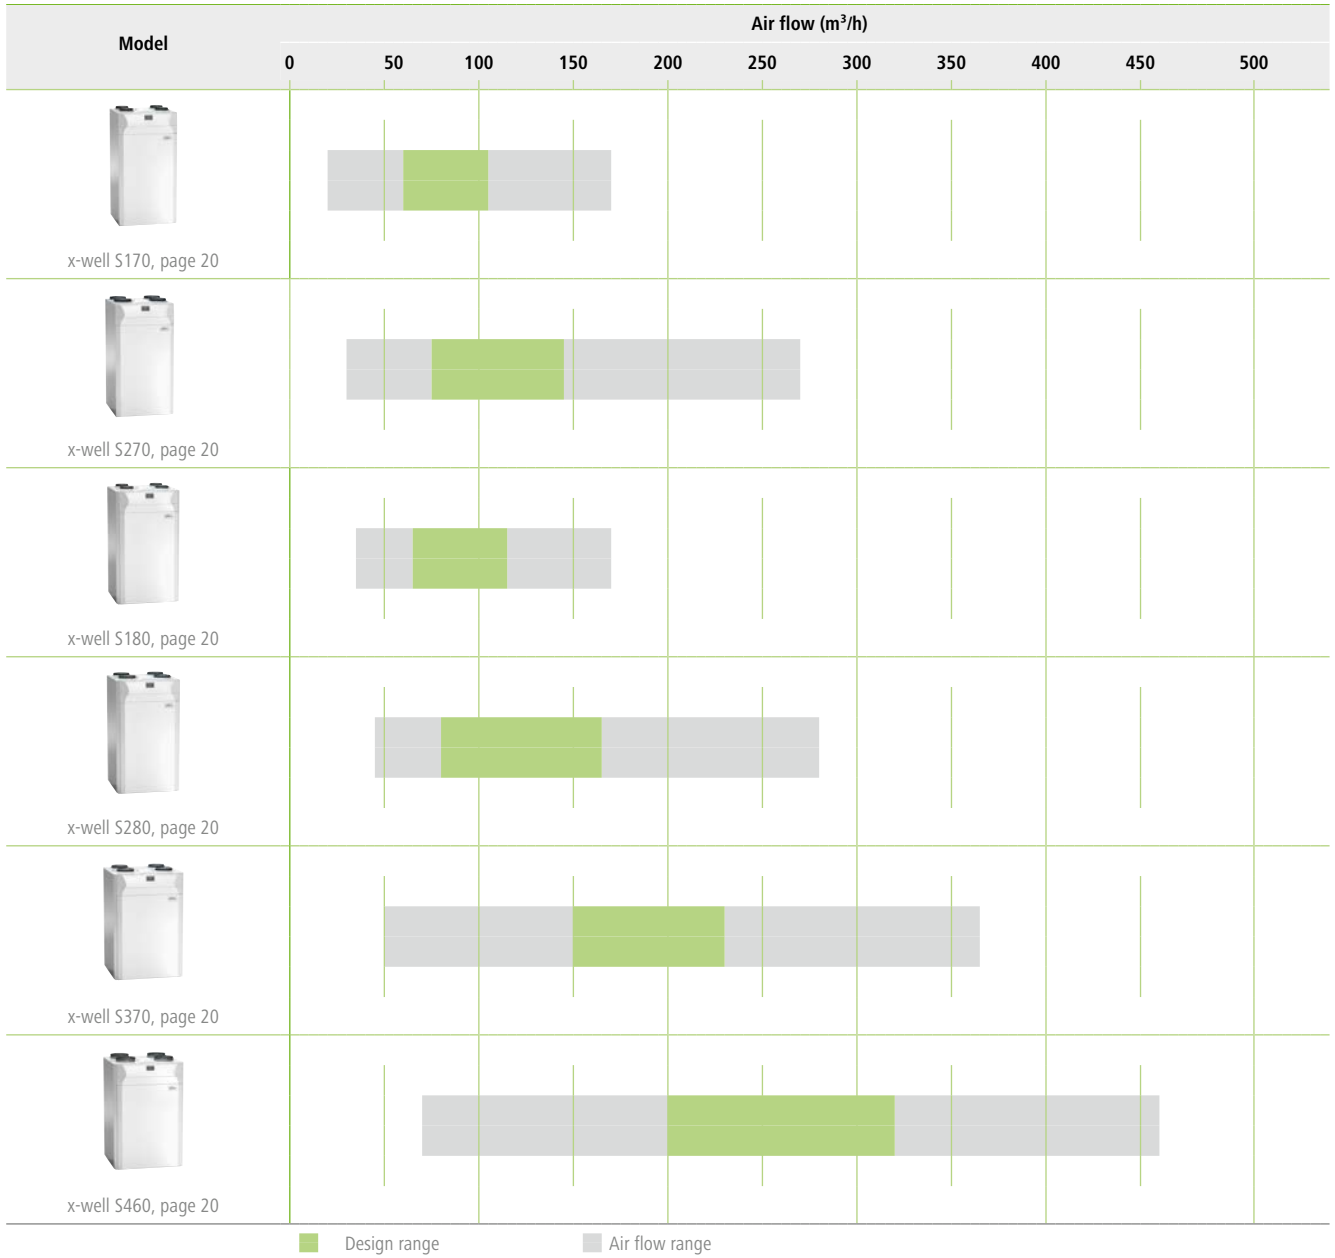 Model
Air flow (m³/h)
0 50 100 150 200 250 300 350 400 450 500
x-well S170, page 20
x-well S270, page 20
x-well S180, page 20
x-well S280, page 20
x-well S370, page 20
x-well S460, page 20
Design range
Air flow range